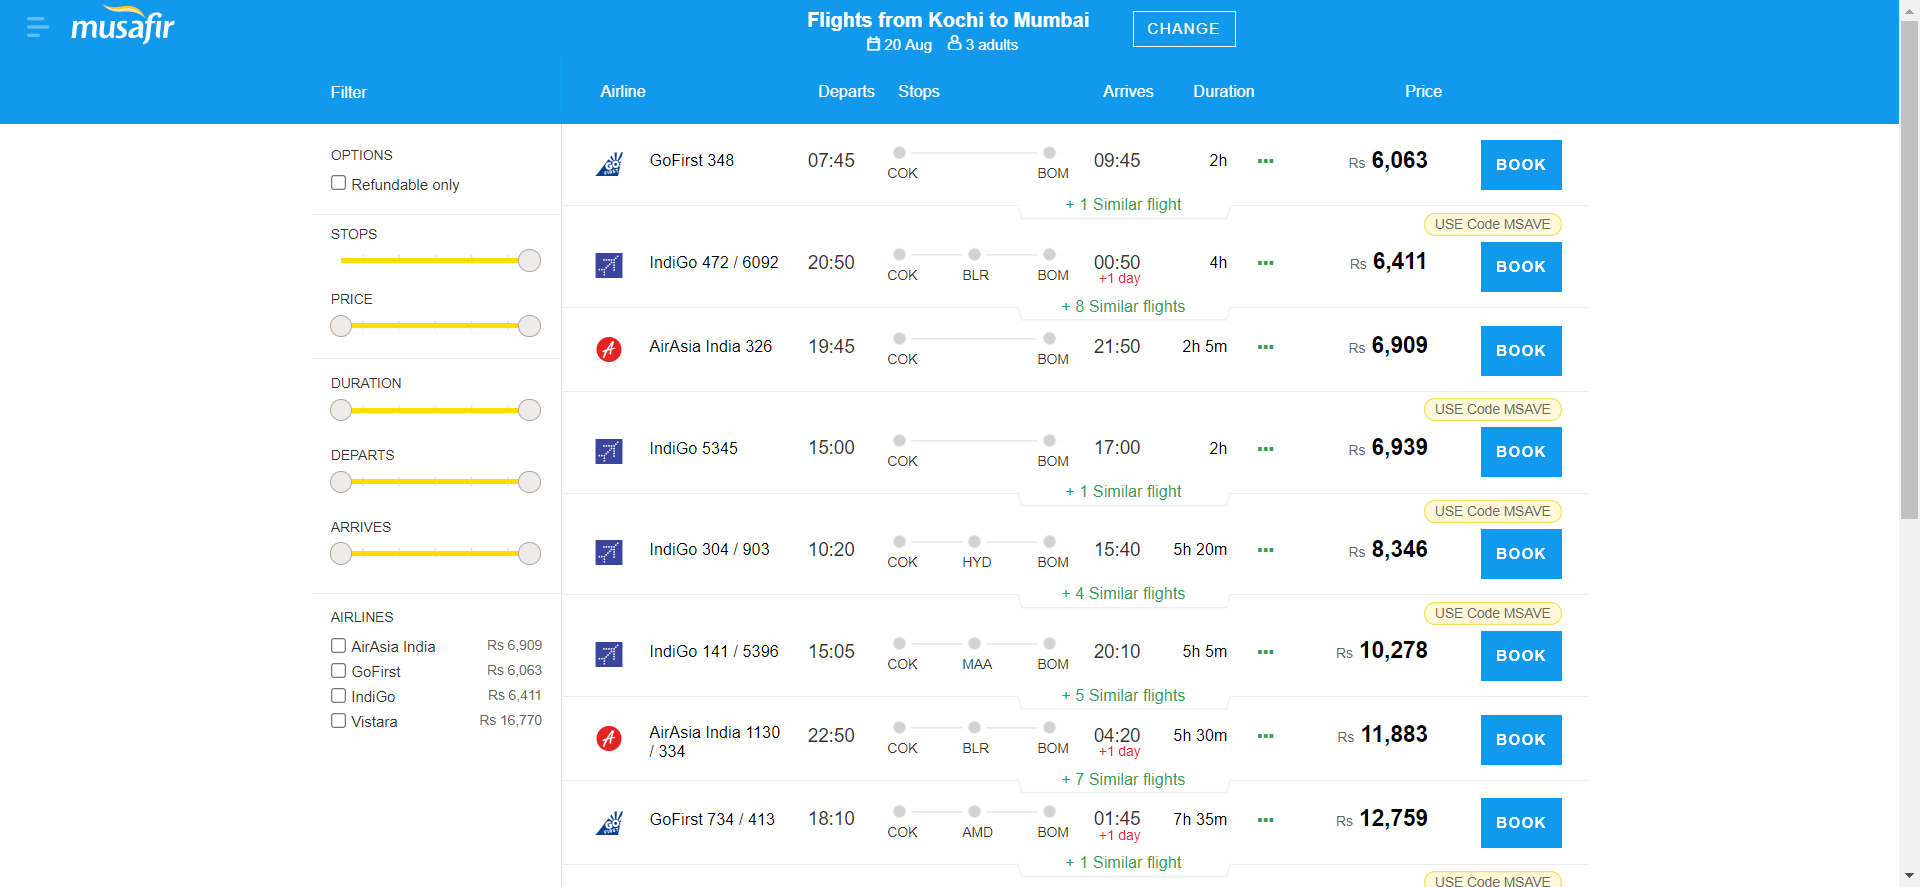 musafir
Flights from Kochi to Mumbai
20 Aug 3 adults
CHANGE
Filter
Airline Departs Stops Arrives Duration Price
OPTIONS
Refundable only
STOPS
PRICE
DURATION
DEPARTS
ARRIVES
AIRLINES
AirAsia India Rs 6,909
GoFirst Rs 6,063
IndiGo Rs 6,411
Vistara Rs 16,770
GO FIRST GoFirst 348 07:45 COK BOM 09:45 2h Rs 6,063 BOOK
+ 1 Similar flight
USE Code MSAVE
IndiGo 472 / 6092 20:50 COK BLR BOM 00:50 4h Rs 6,411 BOOK
+1 day
+ 8 Similar flights
AirAsia India 326 19:45 COK BOM 21:50 2h 5m Rs 6,909 BOOK
USE Code MSAVE
IndiGo 5345 15:00 COK BOM 17:00 2h Rs 6,939 BOOK
+ 1 Similar flight
USE Code MSAVE
IndiGo 304 / 903 10:20 COK HYD BOM 15:40 5h 20m Rs 8,346 BOOK
+ 4 Similar flights
USE Code MSAVE
IndiGo 141 / 5396 15:05 COK MAA BOM 20:10 5h 5m Rs 10,278 BOOK
+ 5 Similar flights
AirAsia India 1130 / 334 22:50 COK BLR BOM 04:20 5h 30m Rs 11,883 BOOK
+1 day
+ 7 Similar flights
GO FIRST GoFirst 734 / 413 18:10 COK AMD BOM 01:45 7h 35m Rs 12,759 BOOK
+1 day
+ 1 Similar flight
USE Code MSAVE